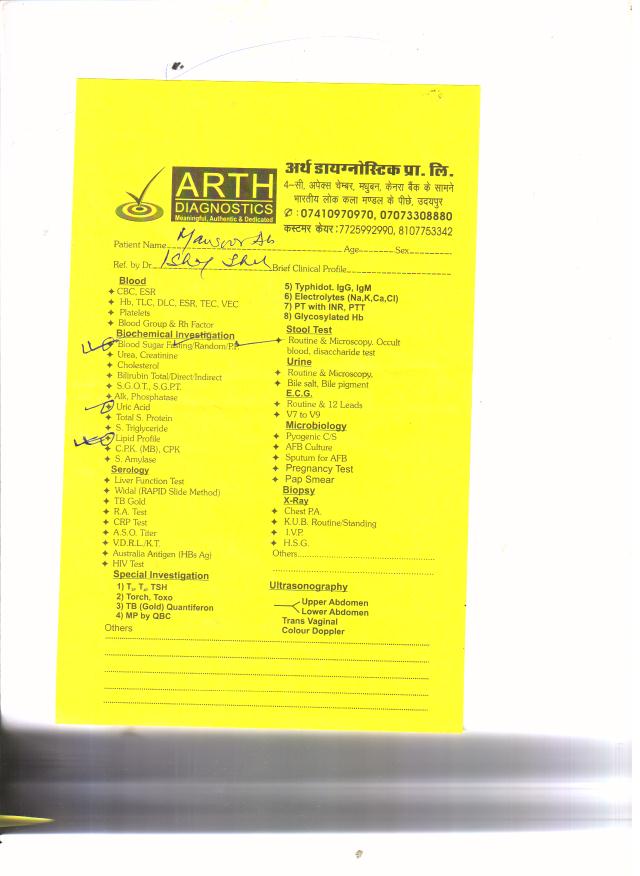 ARTH
DIAGNOSTICS
Meaningful, Authentic & Dedicated
अर्थ डायग्नोस्टिक प्रा. लि.
4-सी, अपेक्स चेम्बर, मधुबन, केनरा बैंक के सामने
भारतीय लोक कला मण्डल के पीछे, उदयपुर
✆ : 07410970970, 07073308880
कस्टमर केयर : 7725992990, 8107753342
Patient Name Mansoor Ab Age Sex
Ref. by Dr. Brief Clinical Profile
Blood
✦ CBC, ESR
✦ Hb, TLC, DLC, ESR, TEC, VEC
✦ Platelets
✦ Blood Group & Rh Factor
Biochemical Investigation
✦ Blood Sugar Fasting/Random/P.P.
✦ Urea, Creatinine
✦ Cholesterol
✦ Bilirubin Total/Direct/Indirect
✦ S.G.O.T., S.G.P.T.
✦ Alk, Phosphatase
✦ Uric Acid
✦ Total S. Protein
✦ S. Triglyceride
✦ Lipid Profile
✦ C.P.K. (MB), CPK
✦ S. Amylase
Serology
✦ Liver Function Test
✦ Widal (RAPID Slide Method)
✦ TB Gold
✦ R.A. Test
✦ CRP Test
✦ A.S.O. Titer
✦ V.D.R.L./K.T.
✦ Australia Antigen (HBs Ag)
✦ HIV Test
Special Investigation
1) T₃, T₄, TSH
2) Torch, Toxo
3) TB (Gold) Quantiferon
4) MP by QBC
5) Typhidot. IgG, IgM
6) Electrolytes (Na,K,Ca,Cl)
7) PT with INR, PTT
8) Glycosylated Hb
Stool Test
✦ Routine & Microscopy. Occult
blood, disaccharide test
Urine
✦ Routine & Microscopy.
✦ Bile salt, Bile pigment
E.C.G.
✦ Routine & 12 Leads
✦ V7 to V9
Microbiology
✦ Pyogenic C/S
✦ AFB Culture
✦ Sputum for AFB
✦ Pregnancy Test
✦ Pap Smear
Biopsy
X-Ray
✦ Chest P.A.
✦ K.U.B. Routine/Standing
✦ I.V.P.
✦ H.S.G.
Others
Ultrasonography
Upper Abdomen
Lower Abdomen
Trans Vaginal
Colour Doppler
Others